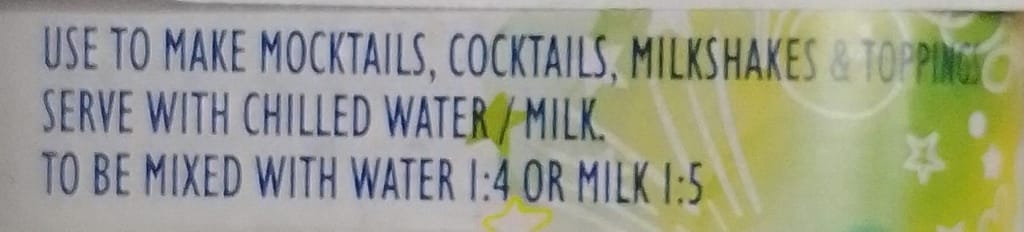 USE TO MAKE MOCKTAILS, COCKTAILS, MILKSHAKES & TOPPINGS
SERVE WITH CHILLED WATER / MILK.
TO BE MIXED WITH WATER 1:4 OR MILK 1:5